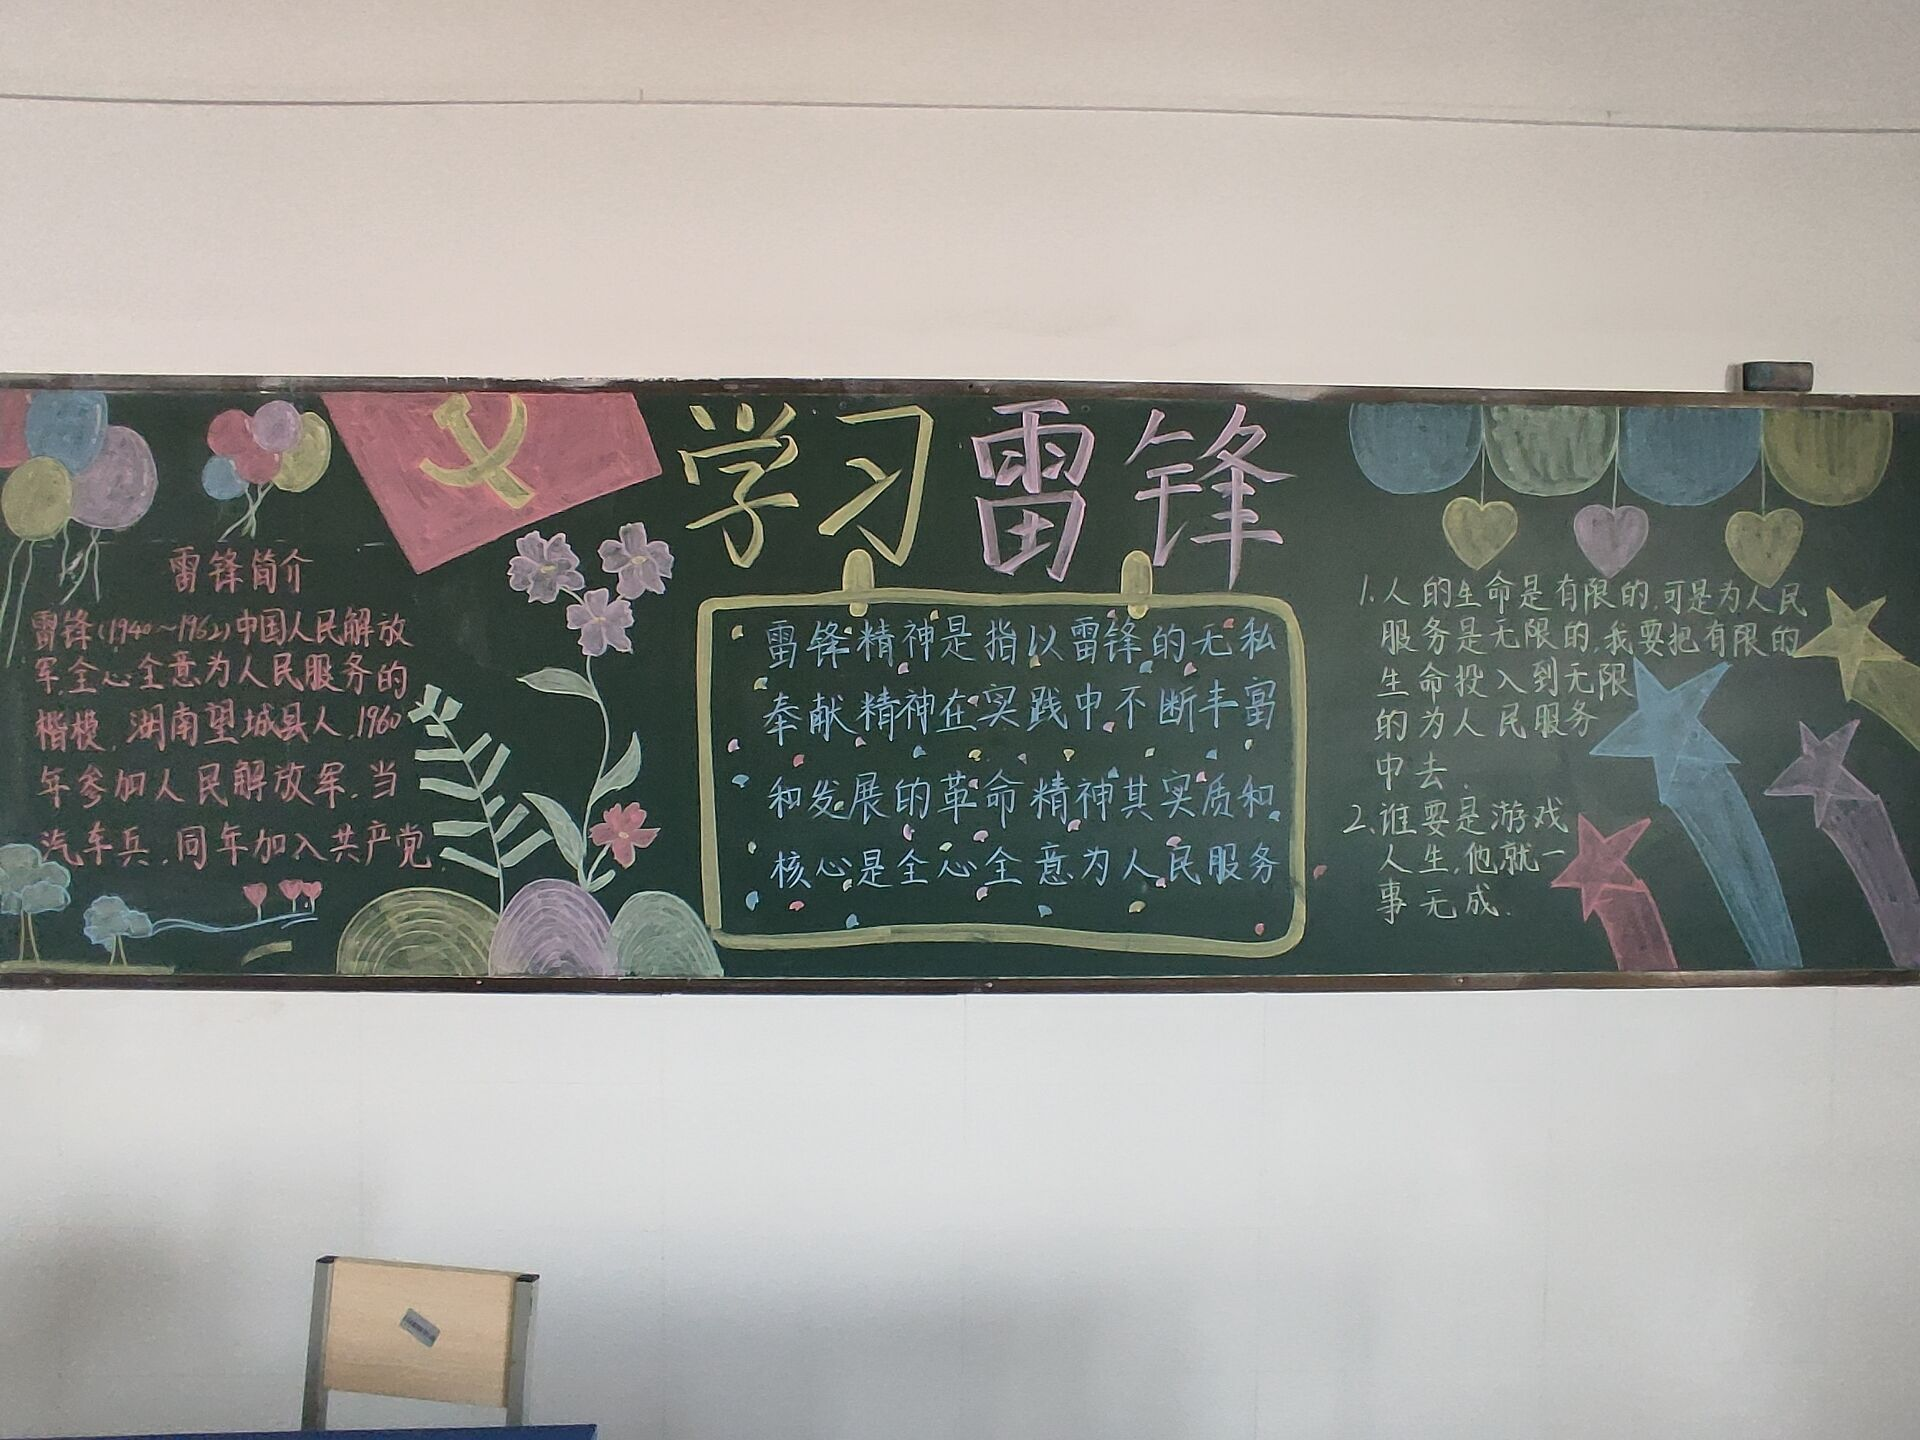 学习雷锋
雷锋简介
雷锋(1940~1962)中国人民解放
军,全心全意为人民服务的
楷模,湖南望城县人,1960
年参加人民解放军,当
汽车兵,同年加入共产党
雷锋精神是指以雷锋的无私
奉献精神在实践中不断丰富
和发展的革命精神其实质和
核心是全心全意为人民服务
1.人的生命是有限的,可是为人民
服务是无限的,我要把有限的
生命投入到无限
的为人民服务
中去.
2.谁要是游戏
人生,他就一
事无成.